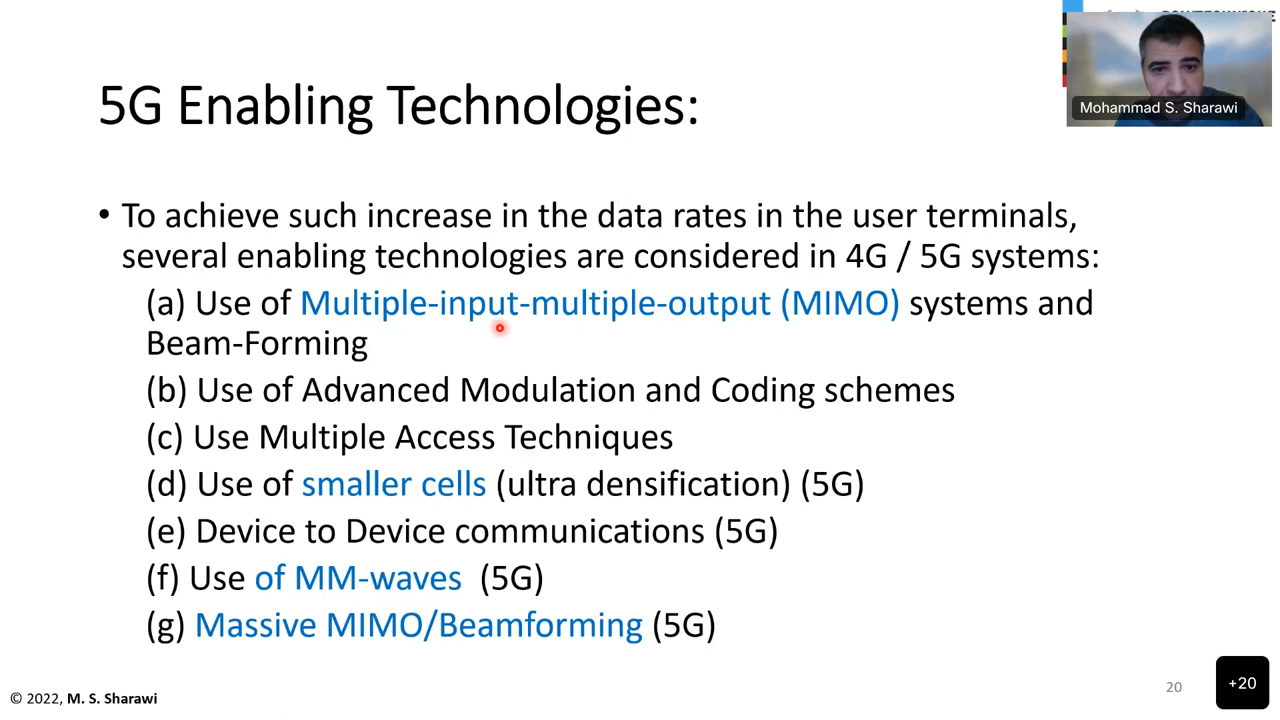 5G Enabling Technologies:
Mohammad S. Sharawi
• To achieve such increase in the data rates in the user terminals,
several enabling technologies are considered in 4G / 5G systems:
(a) Use of Multiple-input-multiple-output (MIMO) systems and
Beam-Forming
(b) Use of Advanced Modulation and Coding schemes
(c) Use Multiple Access Techniques
(d) Use of smaller cells (ultra densification) (5G)
(e) Device to Device communications (5G)
(f) Use of MM-waves (5G)
(g) Massive MIMO/Beamforming (5G)
© 2022, M. S. Sharawi
20
+20